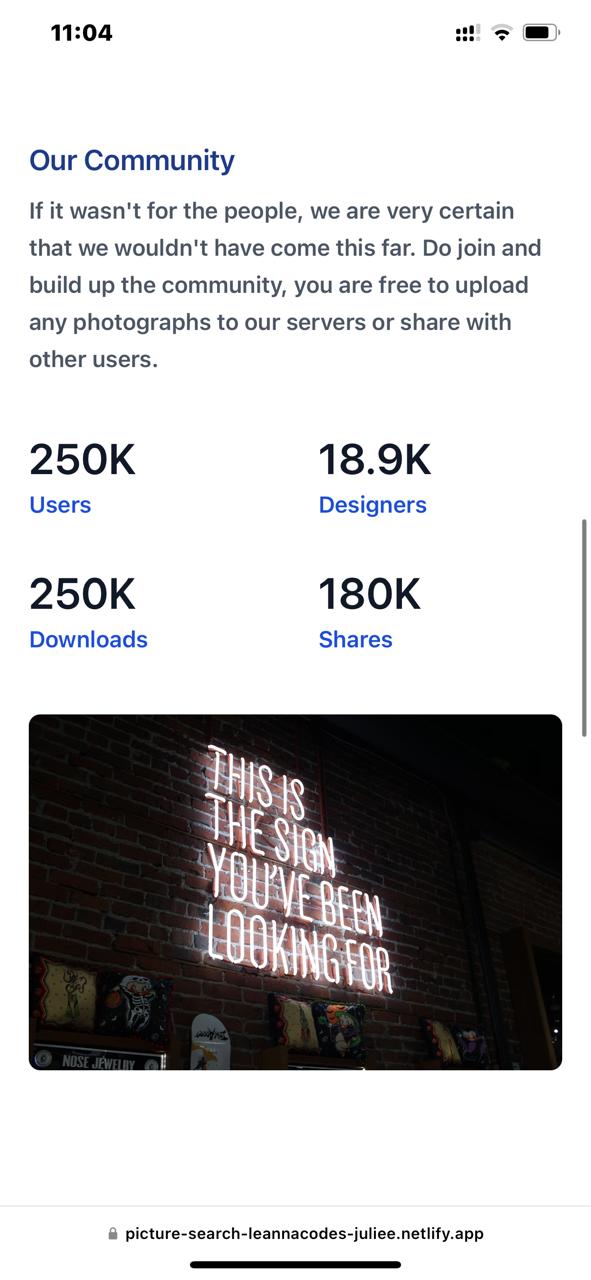 11:04
Our Community
If it wasn't for the people, we are very certain
that we wouldn't have come this far. Do join and
build up the community, you are free to upload
any photographs to our servers or share with
other users.
250K
Users
18.9K
Designers
250K
Downloads
180K
Shares
THIS IS
THE SIGN
YOU'VE BEEN
LOOKING FOR
NOSE JEWELRY
picture-search-leannacodes-juliee.netlify.app